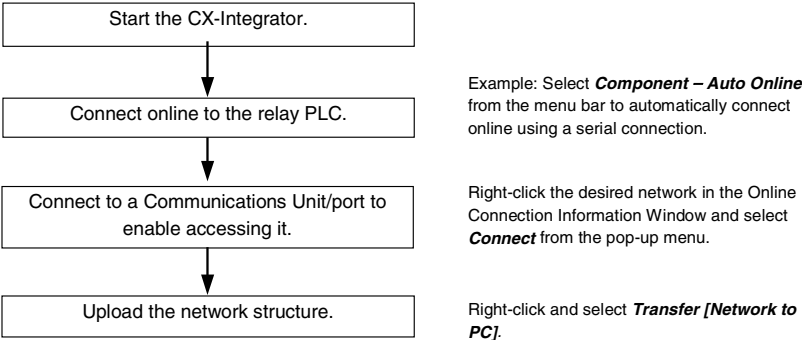 Start the CX-Integrator.
Connect online to the relay PLC.
Example: Select Component – Auto Online
from the menu bar to automatically connect
online using a serial connection.
Connect to a Communications Unit/port to
enable accessing it.
Right-click the desired network in the Online
Connection Information Window and select
Connect from the pop-up menu.
Upload the network structure.
Right-click and select Transfer [Network to
PC].